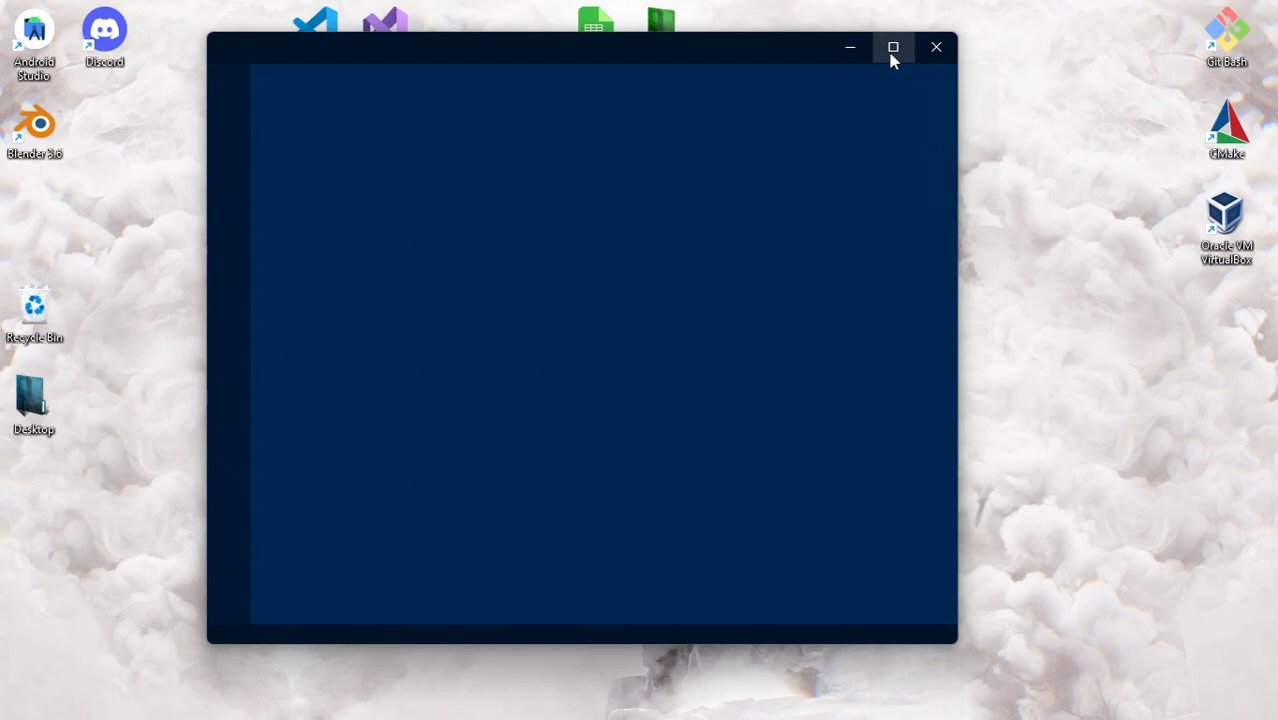 Android
Studio
Discord
Git Bash
Blender 3.6
CMake
Oracle VM
VirtualBox
Recycle Bin
Desktop